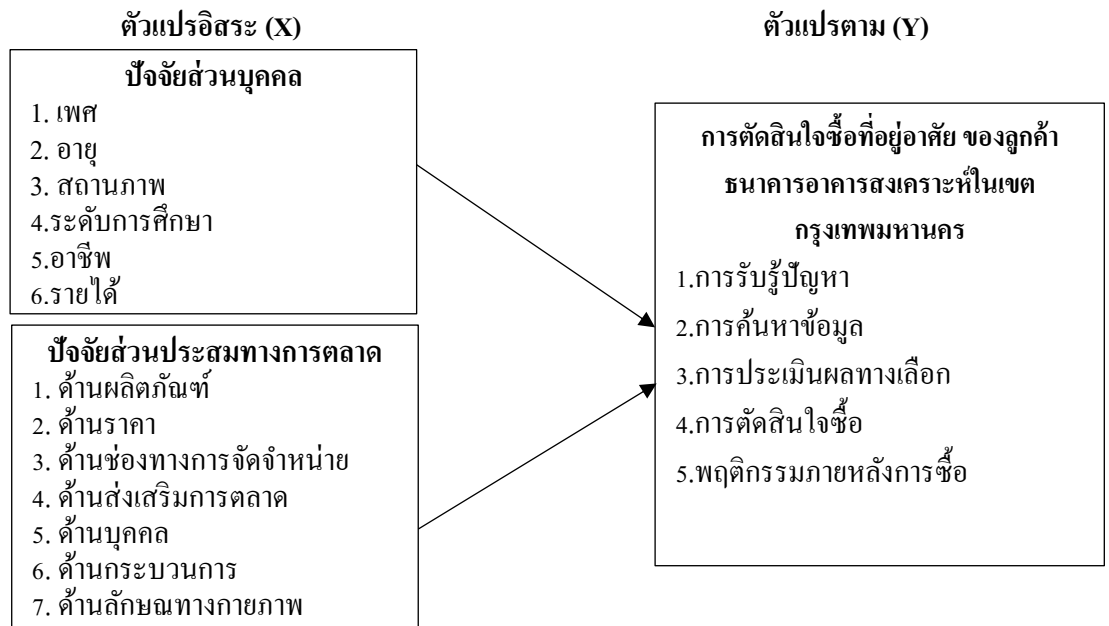 ตัวแปรอิสระ (X)
ปัจจัยส่วนบุคคล
1. เพศ
2. อายุ
3. สถานภาพ
4.ระดับการศึกษา
5.อาชีพ
6.รายได้
ปัจจัยส่วนประสมทางการตลาด
1. ด้านผลิตภัณฑ์
2. ด้านราคา
3. ด้านช่องทางการจัดจำหน่าย
4. ด้านส่งเสริมการตลาด
5. ด้านบุคคล
6. ด้านกระบวนการ
7. ด้านลักษณทางกายภาพ
ตัวแปรตาม (Y)
การตัดสินใจซื้อที่อยู่อาศัย ของลูกค้า
ธนาคารอาคารสงเคราะห์ในเขต
กรุงเทพมหานคร
1.การรับรู้ปัญหา
2.การค้นหาข้อมูล
3.การประเมินผลทางเลือก
4.การตัดสินใจซื้อ
5.พฤติกรรมภายหลังการซื้อ